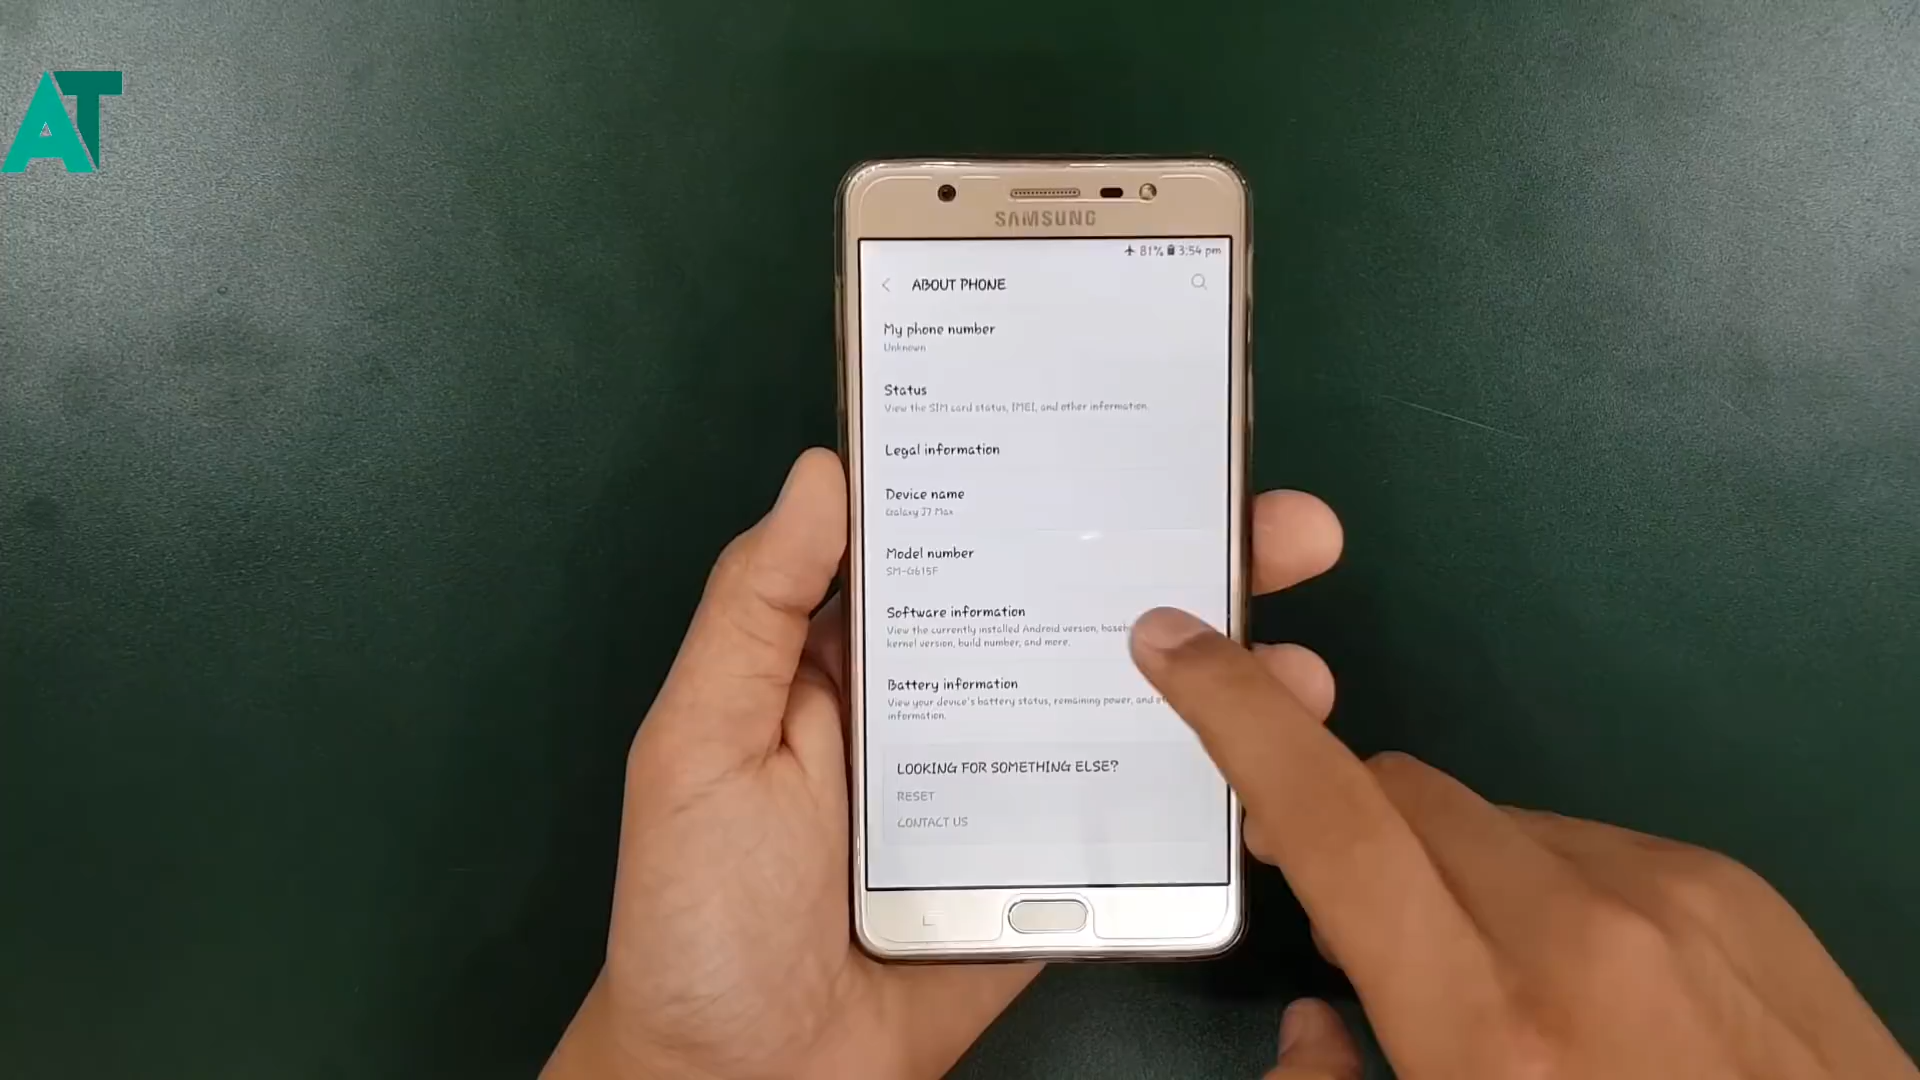 AT
SAMSUNG
81% 3:54 pm
ABOUT PHONE
My phone number
Unknown
Status
View the SIM card status, IMEI, and other information.
Legal information
Device name
Galaxy J7 Max
Model number
SM-G615F
Software information
View the currently installed Android version, baseb
kernel version, build number, and more.
Battery information
View your device's battery status, remaining power, and ot
information.
LOOKING FOR SOMETHING ELSE?
RESET
CONTACT US